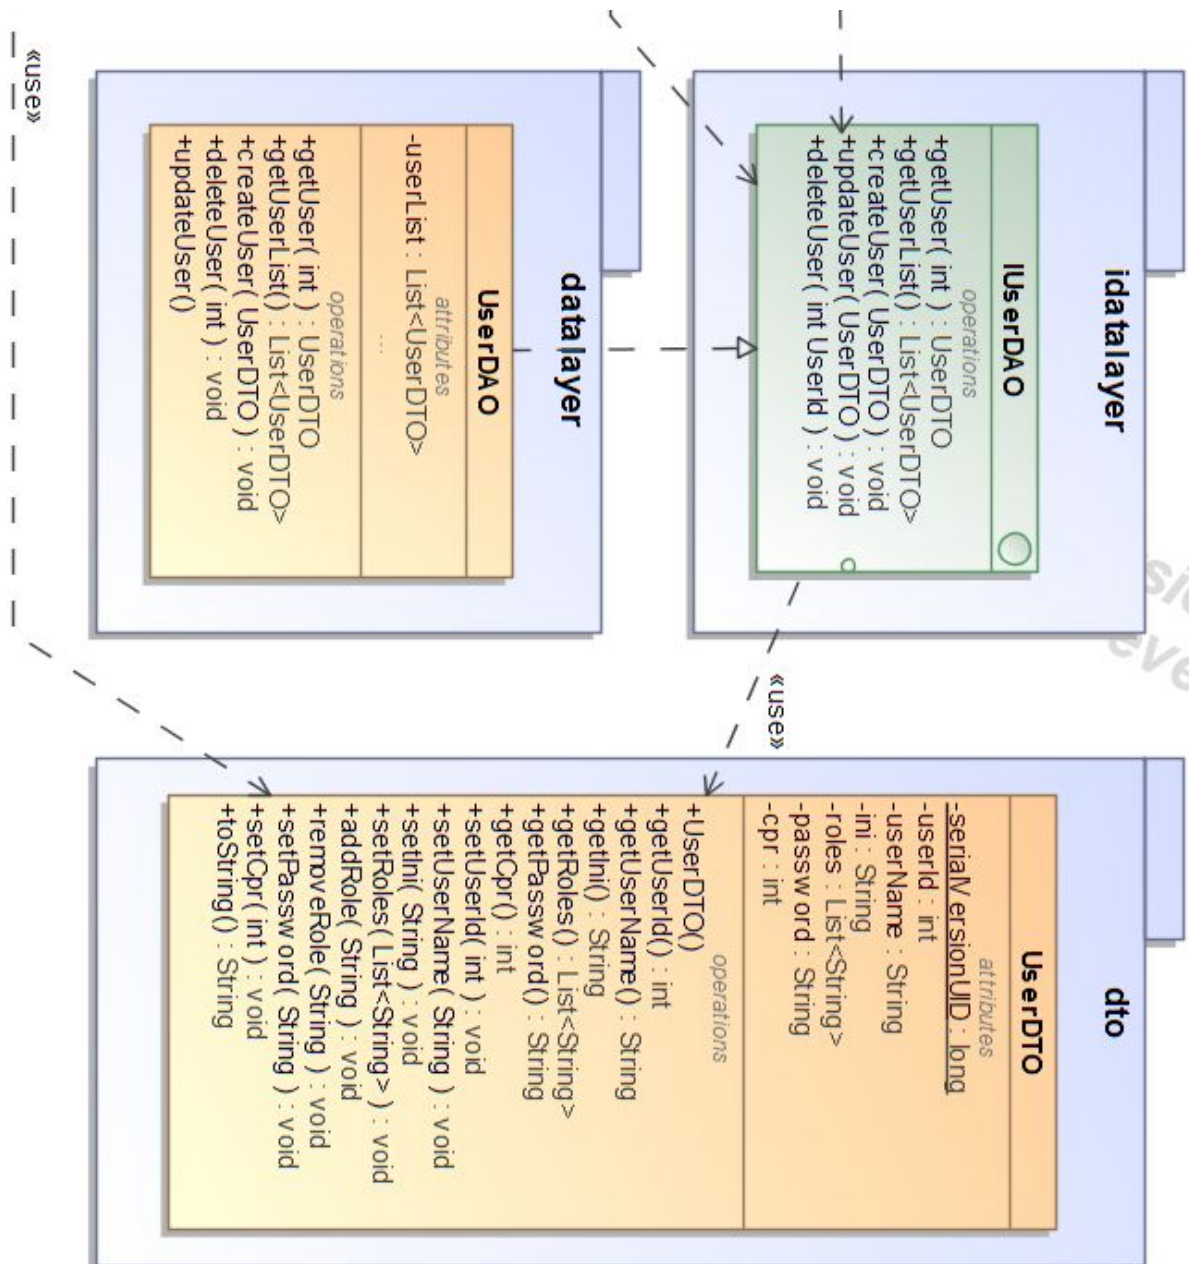 idatalayer
IUserDAO
operations
+getUser( int ) : UserDTO
+getUserList() : List<UserDTO>
+createUser( UserDTO ) : void
+updateUser( UserDTO ) : void
+deleteUser( int UserId ) : void
«use»
dto
UserDTO
attributes
-serialVersionUID : long
-userId : int
-userName : String
-ini : String
-roles : List<String>
-password : String
-cpr : int
operations
+UserDTO()
+getUserId() : int
+getUserName() : String
+getIni() : String
+getRoles() : List<String>
+getPassword() : String
+getCpr() : int
+setUserId( int ) : void
+setUserName( String ) : void
+setIni( String ) : void
+setRoles( List<String> ) : void
+addRole( String ) : void
+removeRole( String ) : void
+setPassword( String ) : void
+setCpr( int ) : void
+toString() : String
datalayer
UserDAO
attributes
-userList : List<UserDTO>
...
operations
+getUser( int ) : UserDTO
+getUserList() : List<UserDTO>
+createUser( UserDTO ) : void
+deleteUser( int ) : void
+updateUser()
«use»